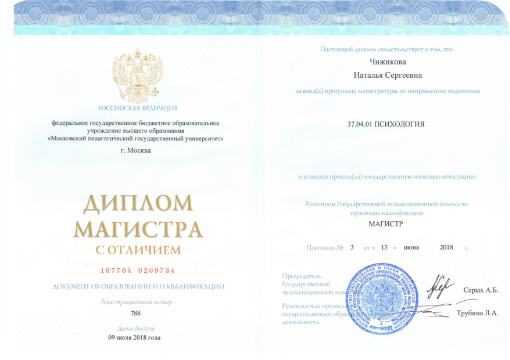 РОССИЙСКАЯ ФЕДЕРАЦИЯ
федеральное государственное бюджетное образовательное
учреждение высшего образования
«Московский педагогический государственный университет»
г. Москва
ДИПЛОМ
МАГИСТРА
С ОТЛИЧИЕМ
107704 0209734
ДОКУМЕНТ ОБ ОБРАЗОВАНИИ И О КВАЛИФИКАЦИИ
Регистрационный номер
788
Дата выдачи
09 июля 2018 года
Настоящий диплом свидетельствует о том, что
Чижикова
Наталья Сергеевна
освоил(а) программу магистратуры по направлению подготовки
37.04.01 ПСИХОЛОГИЯ
и успешно прошел(ла) государственную итоговую аттестацию
Решением Государственной экзаменационной комиссии
присвоена квалификация
МАГИСТР
Протокол № 3 от « 13 » июня 2018 г.
Председатель
Государственной
экзаменационной
Серых А.Б.
Руководитель
осуществляющей
Трубина Л.А.
деятельность